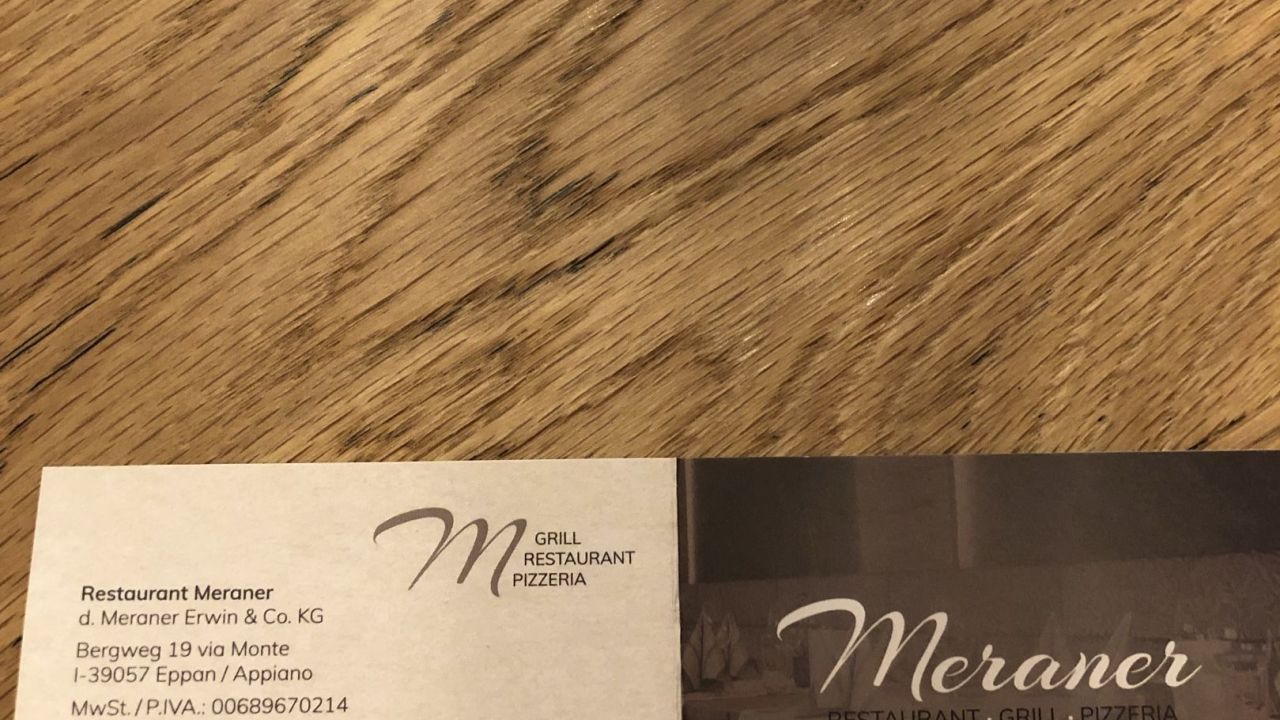 M GRILL
RESTAURANT
PIZZERIA
Restaurant Meraner
d. Meraner Erwin & Co. KG
Bergweg 19 via Monte
I-39057 Eppan / Appiano
MwSt. / P.IVA.: 00689670214
Meraner
RESTAURANT · GRILL · PIZZERIA